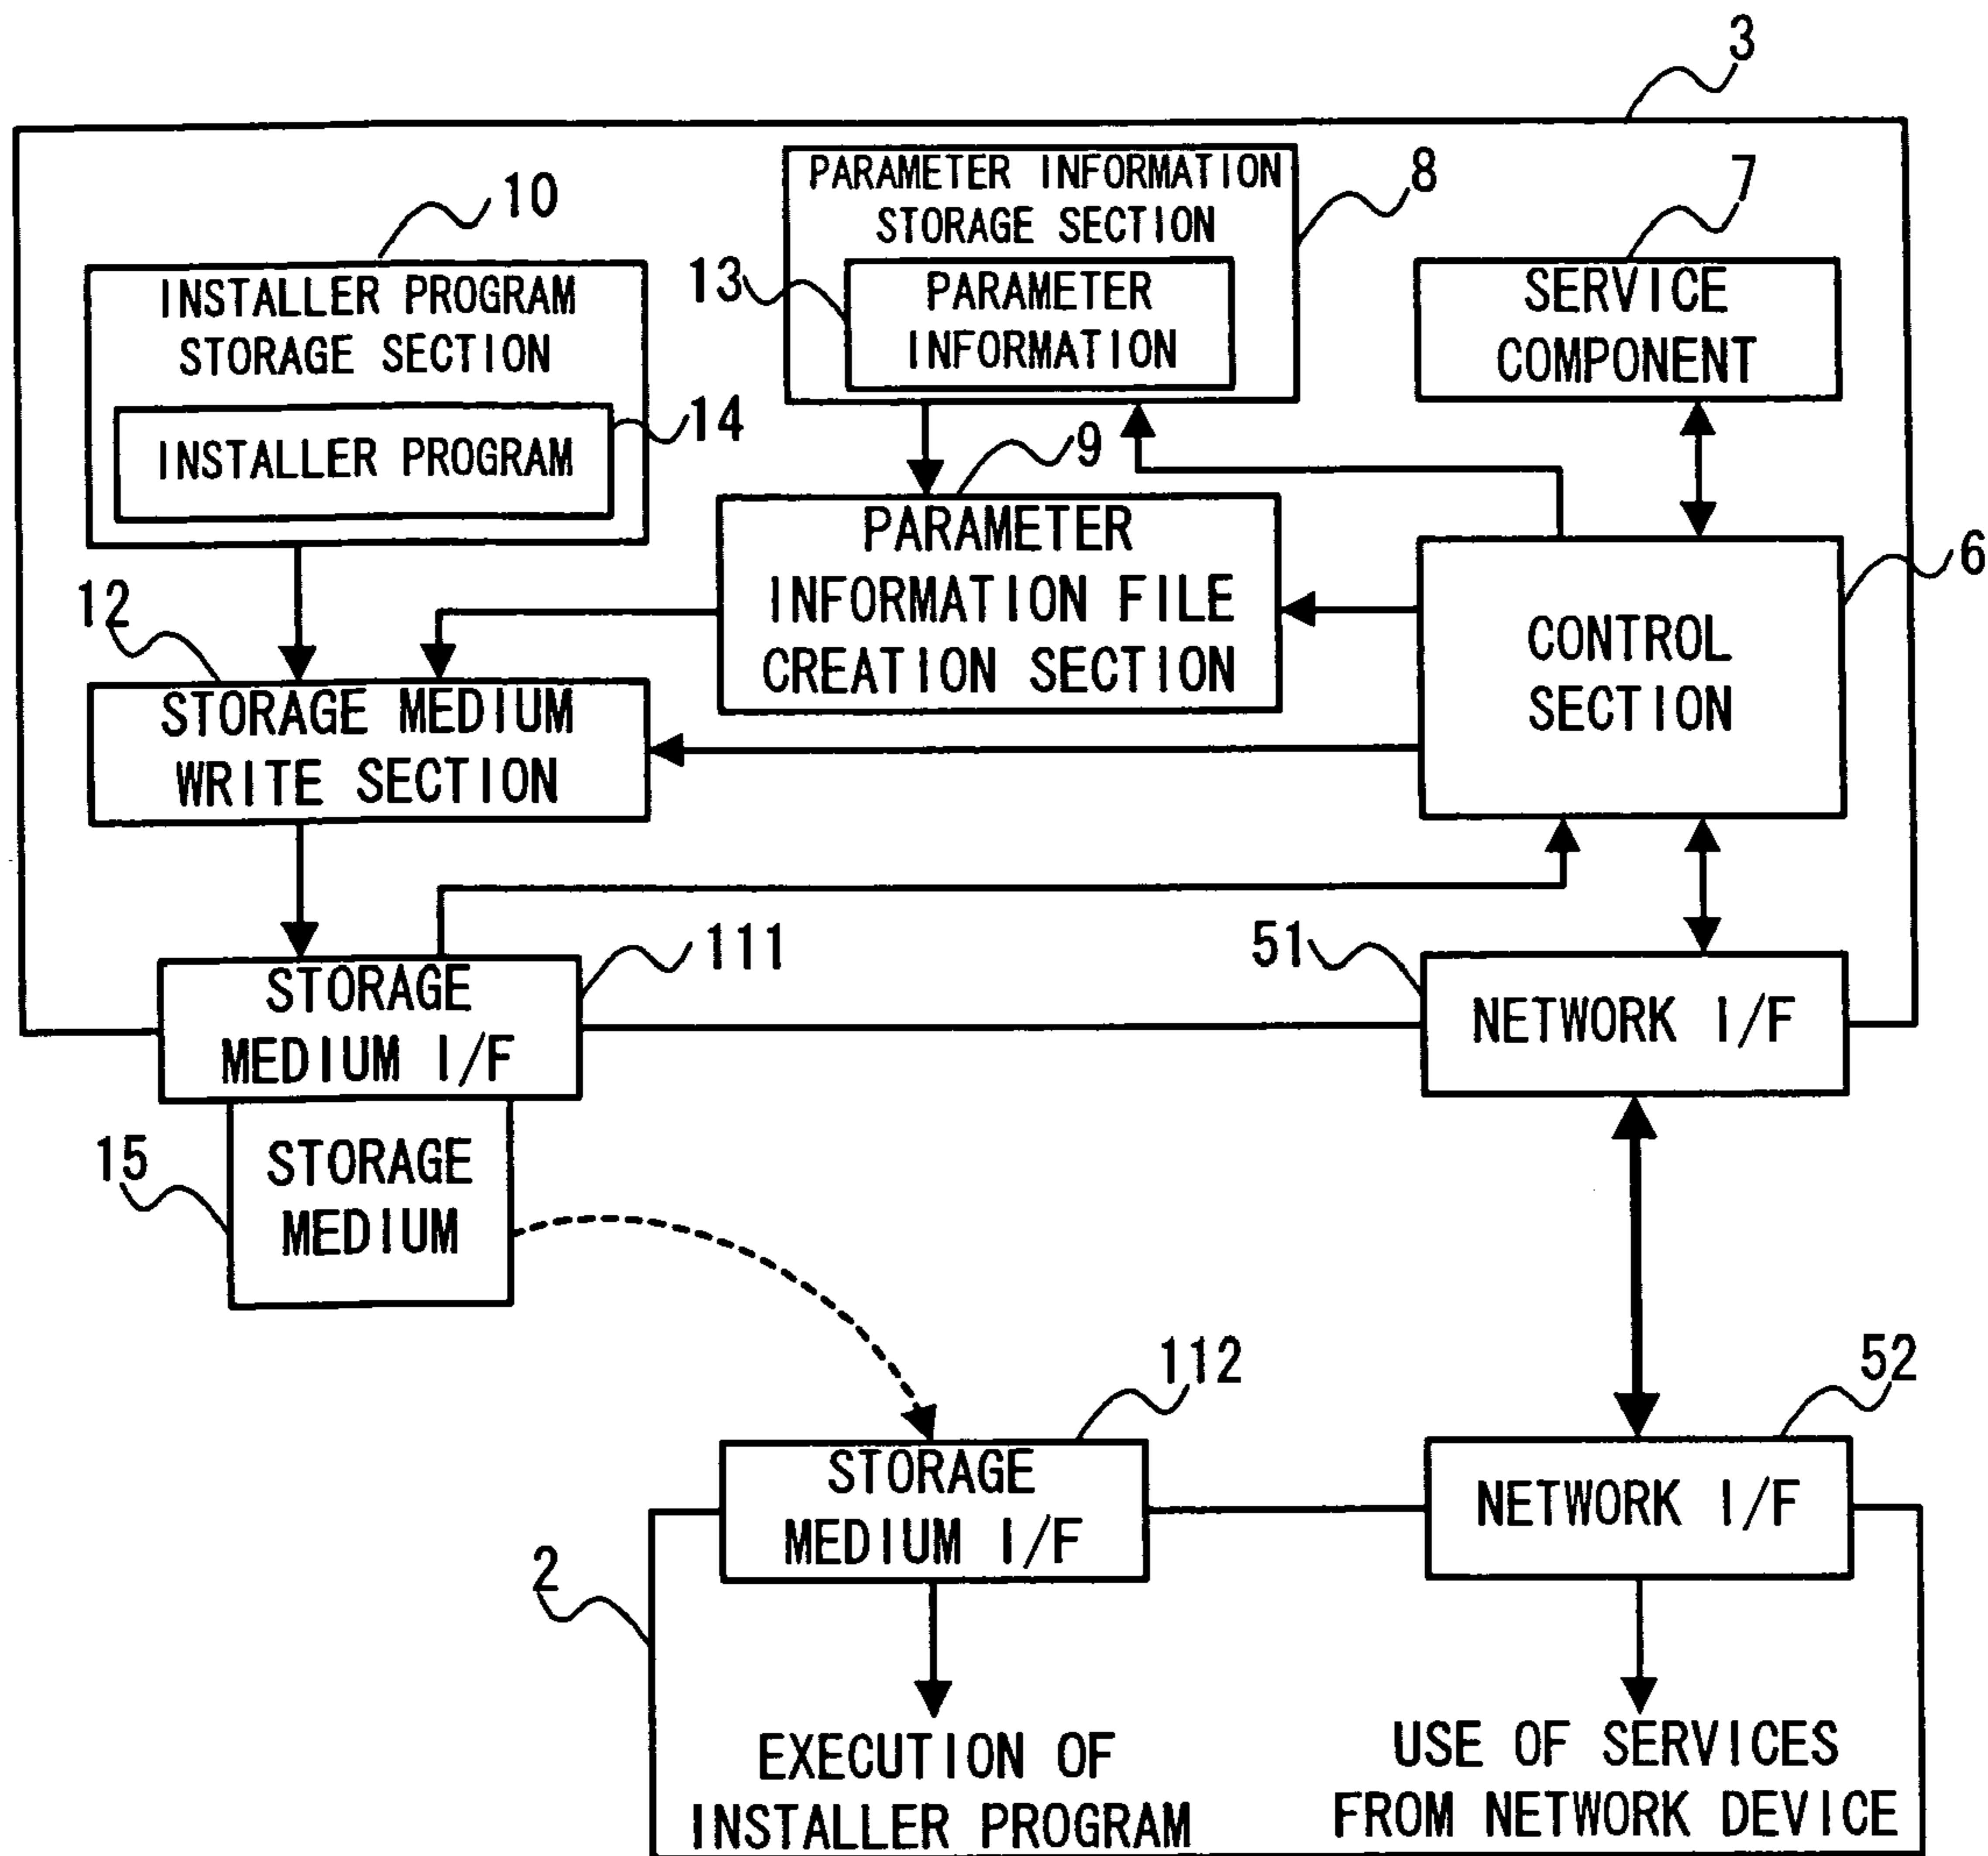 3
10
INSTALLER PROGRAM
STORAGE SECTION
14
INSTALLER PROGRAM
PARAMETER INFORMATION
STORAGE SECTION
8
13
PARAMETER
INFORMATION
7
SERVICE
COMPONENT
9
PARAMETER
INFORMATION FILE
CREATION SECTION
6
CONTROL
SECTION
12
STORAGE MEDIUM
WRITE SECTION
111
STORAGE
MEDIUM I/F
51
NETWORK I/F
15
STORAGE
MEDIUM
112
STORAGE
MEDIUM I/F
52
NETWORK I/F
2
EXECUTION OF
INSTALLER PROGRAM
USE OF SERVICES
FROM NETWORK DEVICE